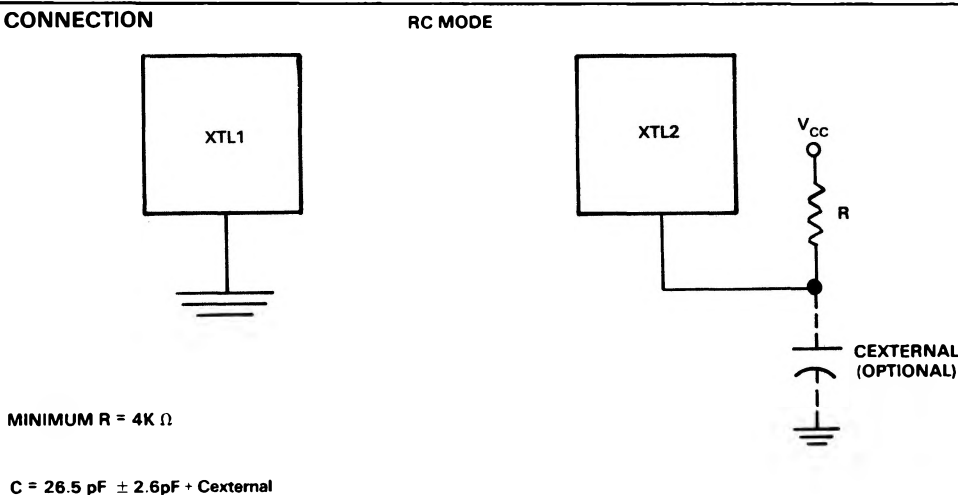 CONNECTION
RC MODE
XTL1
XTL2
VCC
R
CEXTERNAL
(OPTIONAL)
MINIMUM R = 4K Ω
C = 26.5 pF ± 2.6pF + Cexternal